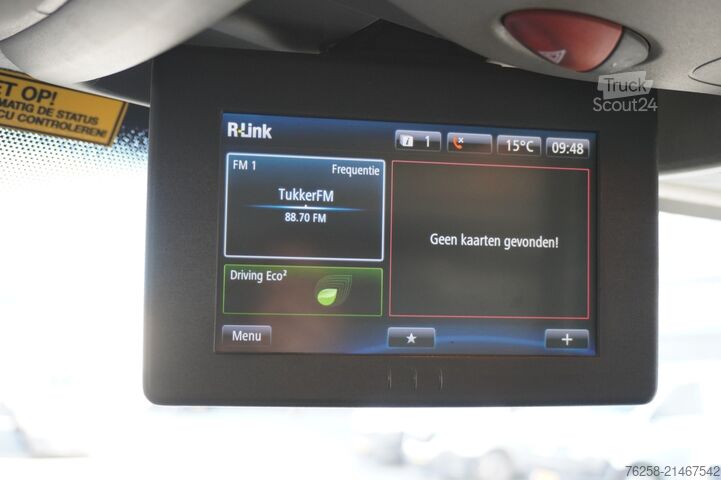 ET OP!
MATIG DE STATUS
CU CONTROLEREN!
Truck
Scout24
R-Link
1
15°C
09:48
FM 1
Frequentie
TukkerFM
88.70 FM
Geen kaarten gevonden!
Driving Eco²
Menu
76258-21467542